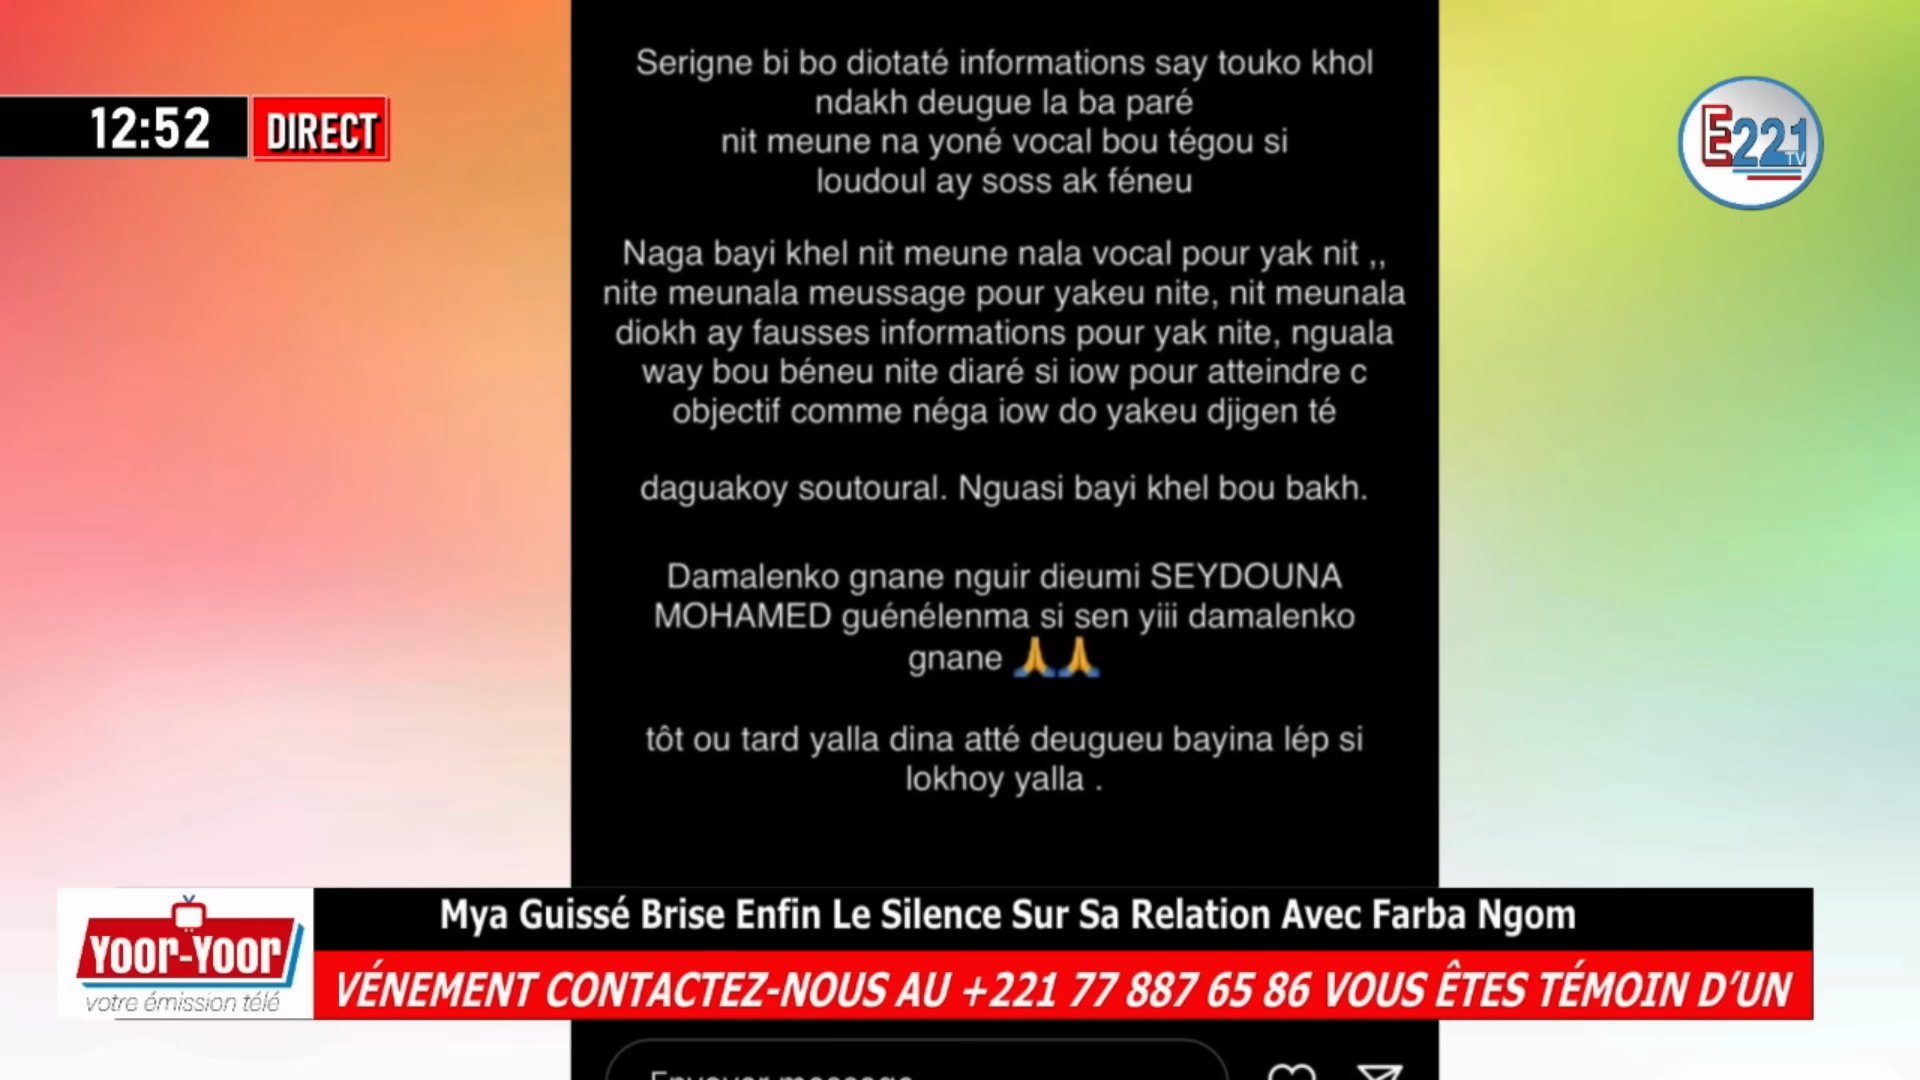 Serigne bi bo diotaté informations say touko khol
ndakh deugue la ba paré
nit meune na yoné vocal bou tégou si
loudoul ay soss ak féneu
Naga bayi khel nit meune nala vocal pour yak nit ,,
nite meunala meussage pour yakeu nite, nit meunala
diokh ay fausses informations pour yak nite, nguala
way bou béneu nite diaré si iow pour atteindre c
objectif comme néga iow do yakeu djigen té
daguakoy soutoural. Nguasi bayi khel bou bakh.
Damalenko gnane nguir dieumi SEYDOUNA
MOHAMED guénélenma si sen yiii damalenko
gnane 🙏🙏
tôt ou tard yalla dina atté deugueu bayina lép si
lokhoy yalla .
12:52 DIRECT
E221 TV
Mya Guissé Brise Enfin Le Silence Sur Sa Relation Avec Farba Ngom
VÉNEMENT CONTACTEZ-NOUS AU +221 77 887 65 86 VOUS ÊTES TÉMOIN D'UN
YOOR-YOOR
votre émission télé
Envoyer message